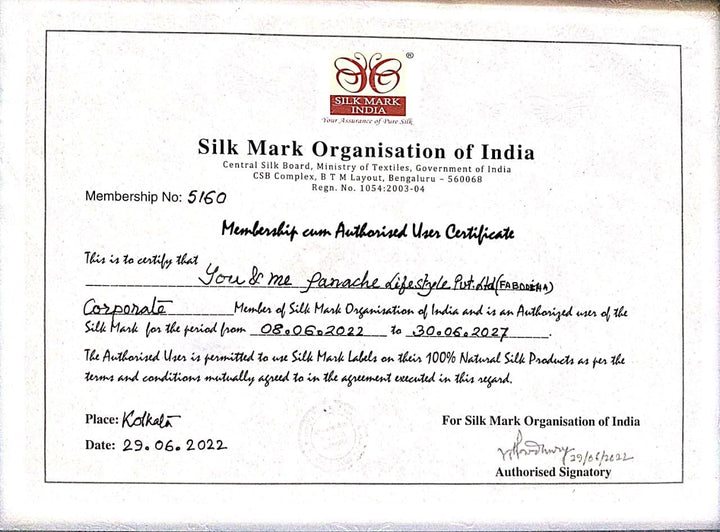 ®
SILK MARK
INDIA
Your Assurance of Pure Silk
Silk Mark Organisation of India
Central Silk Board, Ministry of Textiles, Government of India
CSB Complex, B T M Layout, Bengaluru – 560068
Regn. No. 1054:2003-04
Membership No: 5160
Membership cum Authorised User Certificate
This is to certify that
You & me Panache Lifestyle Pvt. Ltd (FABODEHA)
Corporate Member of Silk Mark Organisation of India and is an Authorized user of the
Silk Mark for the period from 08.06.2022 to 30.06.2027.
The Authorised User is permitted to use Silk Mark Labels on their 100% Natural Silk Products as per the
terms and conditions mutually agreed to in the agreement executed in this regard.
Place: Kolkata
For Silk Mark Organisation of India
Date: 29.06.2022
29/06/2022
Authorised Signatory